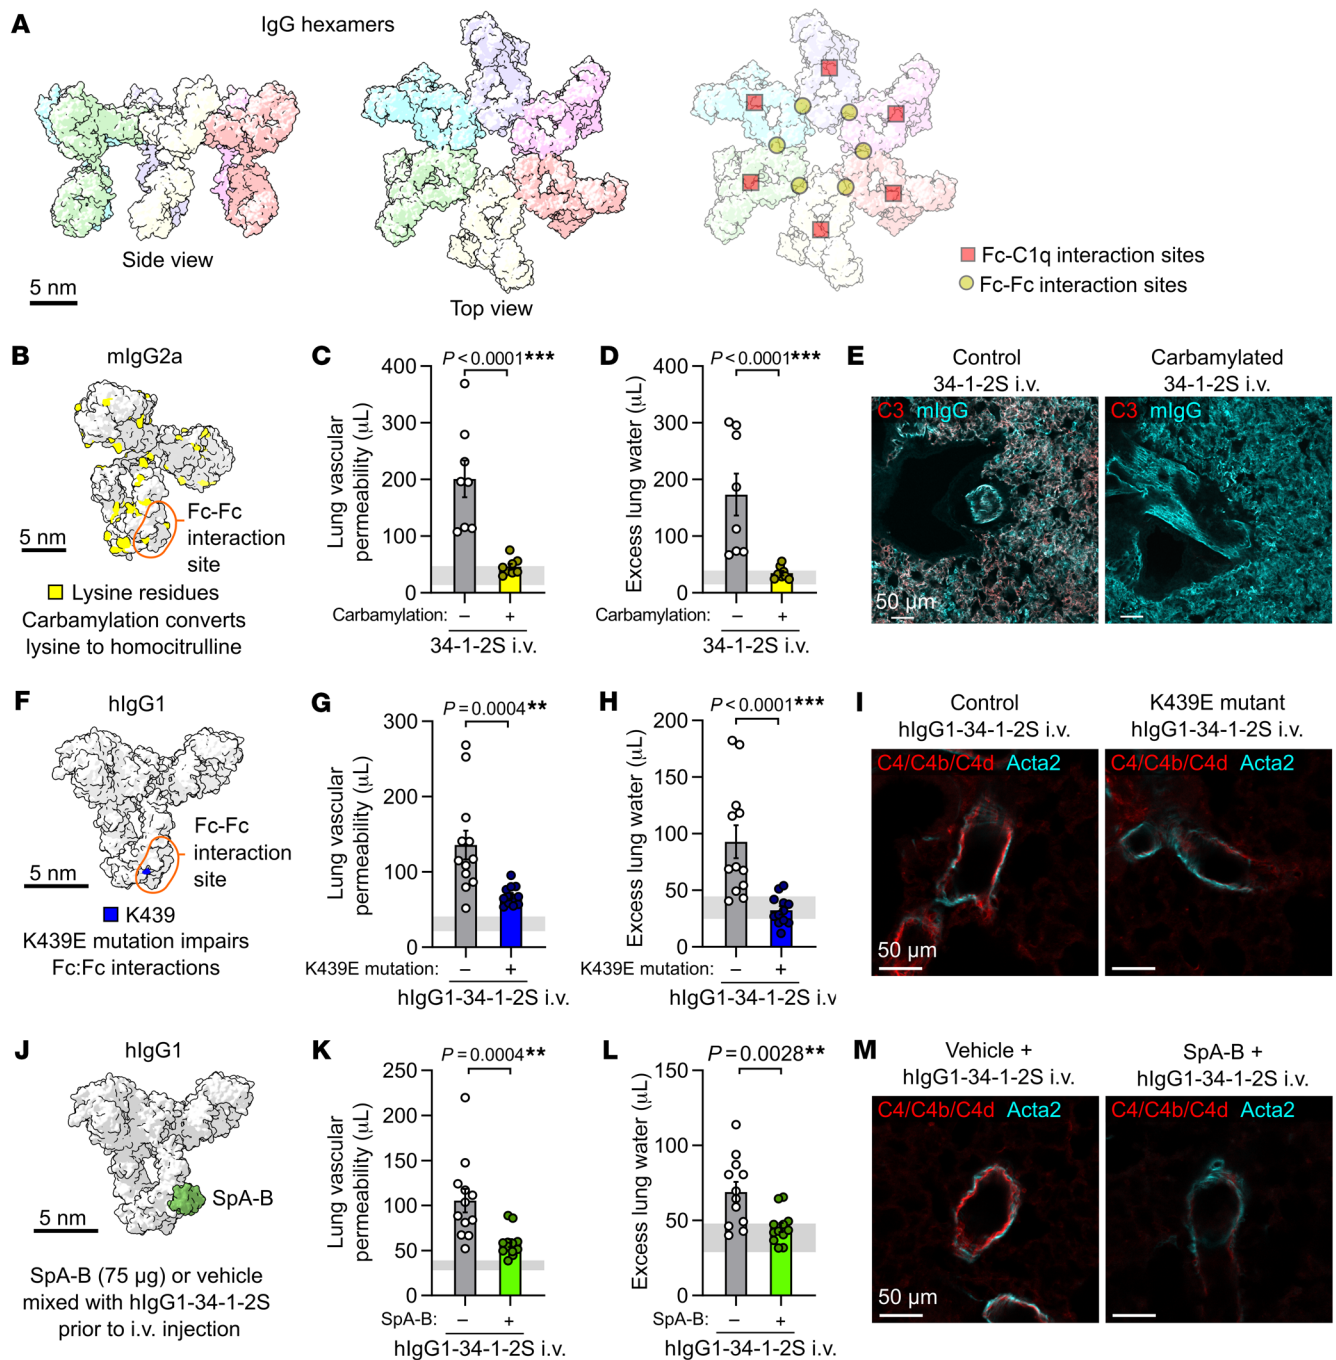 A
IgG hexamers
Side view
5 nm
Top view
Fc-C1q interaction sites
Fc-Fc interaction sites
B
mIgG2a
Fc-Fc
interaction
site
5 nm
Lysine residues
Carbamylation converts
lysine to homocitrulline
C
P < 0.0001***
Lung vascular
permeability (µL)
400
300
200
100
0
Carbamylation: – +
34-1-2S i.v.
D
P < 0.0001***
Excess lung water (µL)
400
300
200
100
0
Carbamylation: – +
34-1-2S i.v.
E
Control
34-1-2S i.v.
Carbamylated
34-1-2S i.v.
C3 mIgG
C3 mIgG
50 µm
F
hIgG1
Fc-Fc
interaction
site
5 nm
K439
K439E mutation impairs
Fc:Fc interactions
G
P = 0.0004**
Lung vascular
permeability (µL)
300
200
100
0
K439E mutation: – +
hIgG1-34-1-2S i.v.
H
P < 0.0001***
Excess lung water (µL)
200
150
100
50
0
K439E mutation: – +
hIgG1-34-1-2S i.v.
I
Control
hIgG1-34-1-2S i.v.
K439E mutant
hIgG1-34-1-2S i.v.
C4/C4b/C4d Acta2
C4/C4b/C4d Acta2
50 µm
J
hIgG1
SpA-B
5 nm
SpA-B (75 µg) or vehicle
mixed with hIgG1-34-1-2S
prior to i.v. injection
K
P = 0.0004**
Lung vascular
permeability (µL)
250
200
150
100
50
0
SpA-B: – +
hIgG1-34-1-2S i.v.
L
P = 0.0028**
Excess lung water (µL)
150
100
50
0
SpA-B: – +
hIgG1-34-1-2S i.v.
M
Vehicle +
hIgG1-34-1-2S i.v.
SpA-B +
hIgG1-34-1-2S i.v.
C4/C4b/C4d Acta2
C4/C4b/C4d Acta2
50 µm